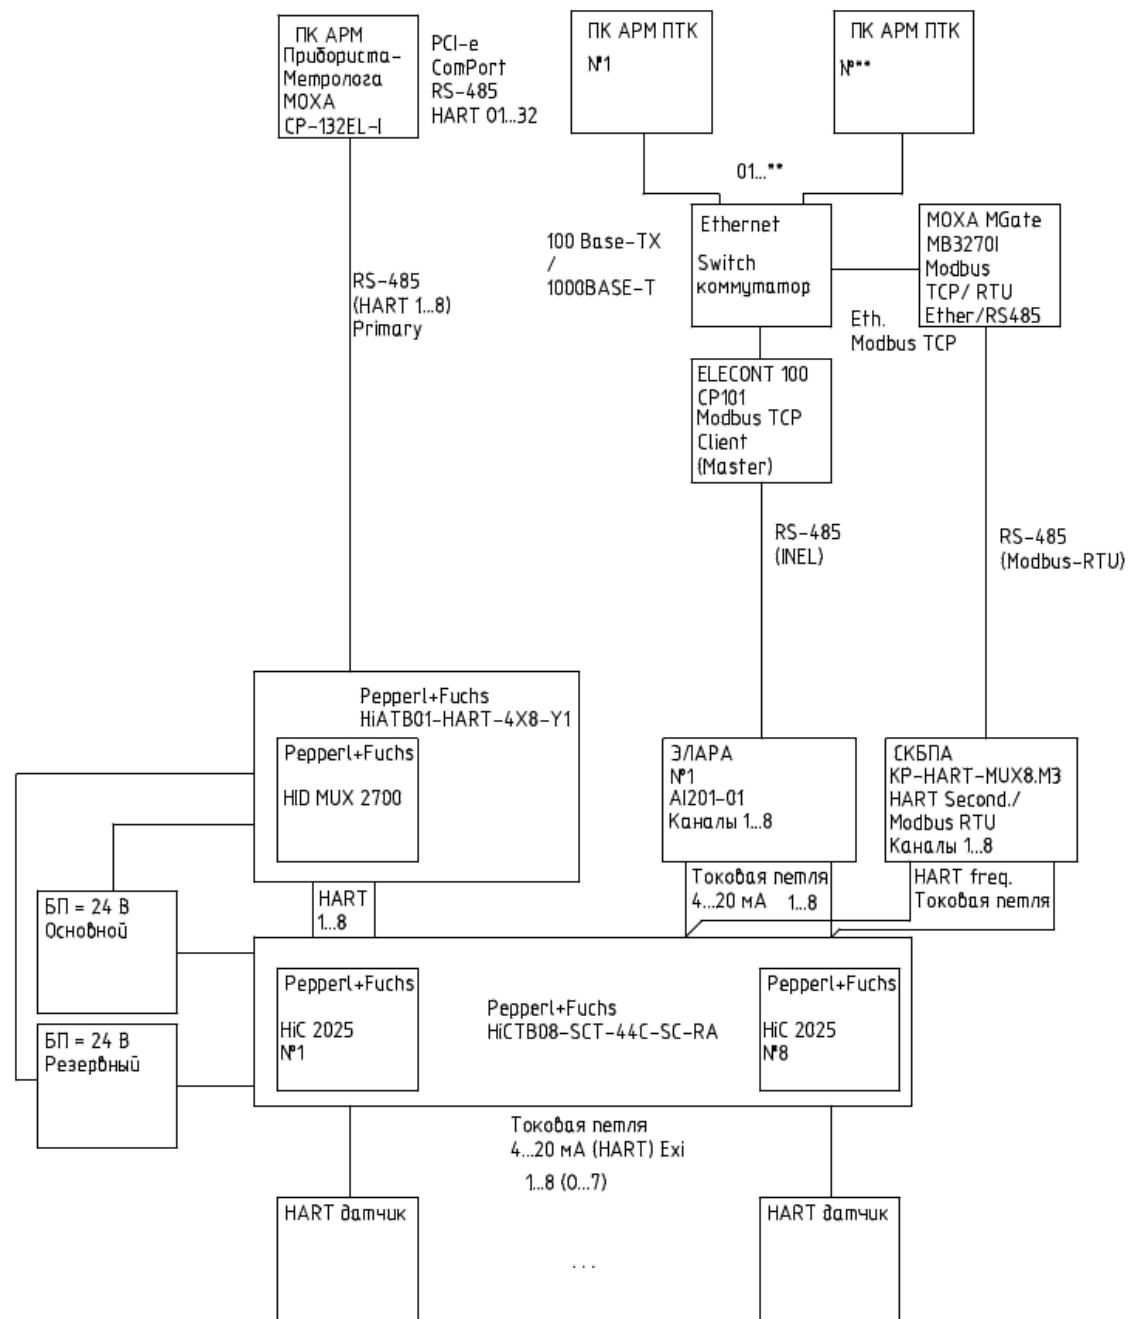 ПК АРМ
Прибориста-
Метролога
MOXA
CP-132EL-I
PCI-e
ComPort
RS-485
HART 01...32
ПК АРМ ПТК
№1
ПК АРМ ПТК
№**
01...**
100 Base-TX
/
1000BASE-T
Ethernet
Switch
коммутатор
MOXA MGate
MB3270I
Modbus
TCP/ RTU
Ether/RS485
Eth.
Modbus TCP
RS-485
(HART 1...8)
Primary
ELECONT 100
CP101
Modbus TCP
Client
(Master)
RS-485
(INEL)
RS-485
(Modbus-RTU)
Pepperl+Fuchs
HiATB01-HART-4X8-Y1
Pepperl+Fuchs
HID MUX 2700
ЭЛАРА
№1
AI201-01
Каналы 1...8
СКБПА
KP-HART-MUX8.M3
HART Second./
Modbus RTU
Каналы 1...8
HART
1...8
Токовая петля
4...20 мА 1...8
HART freq.
Токовая петля
БП = 24 В
Основной
БП = 24 В
Резервный
Pepperl+Fuchs
HiC 2025
№1
Pepperl+Fuchs
HiCTB08-SCT-44C-SC-RA
Pepperl+Fuchs
HiC 2025
№8
Токовая петля
4...20 мА (HART) Exi
1...8 (0...7)
HART датчик
HART датчик
...